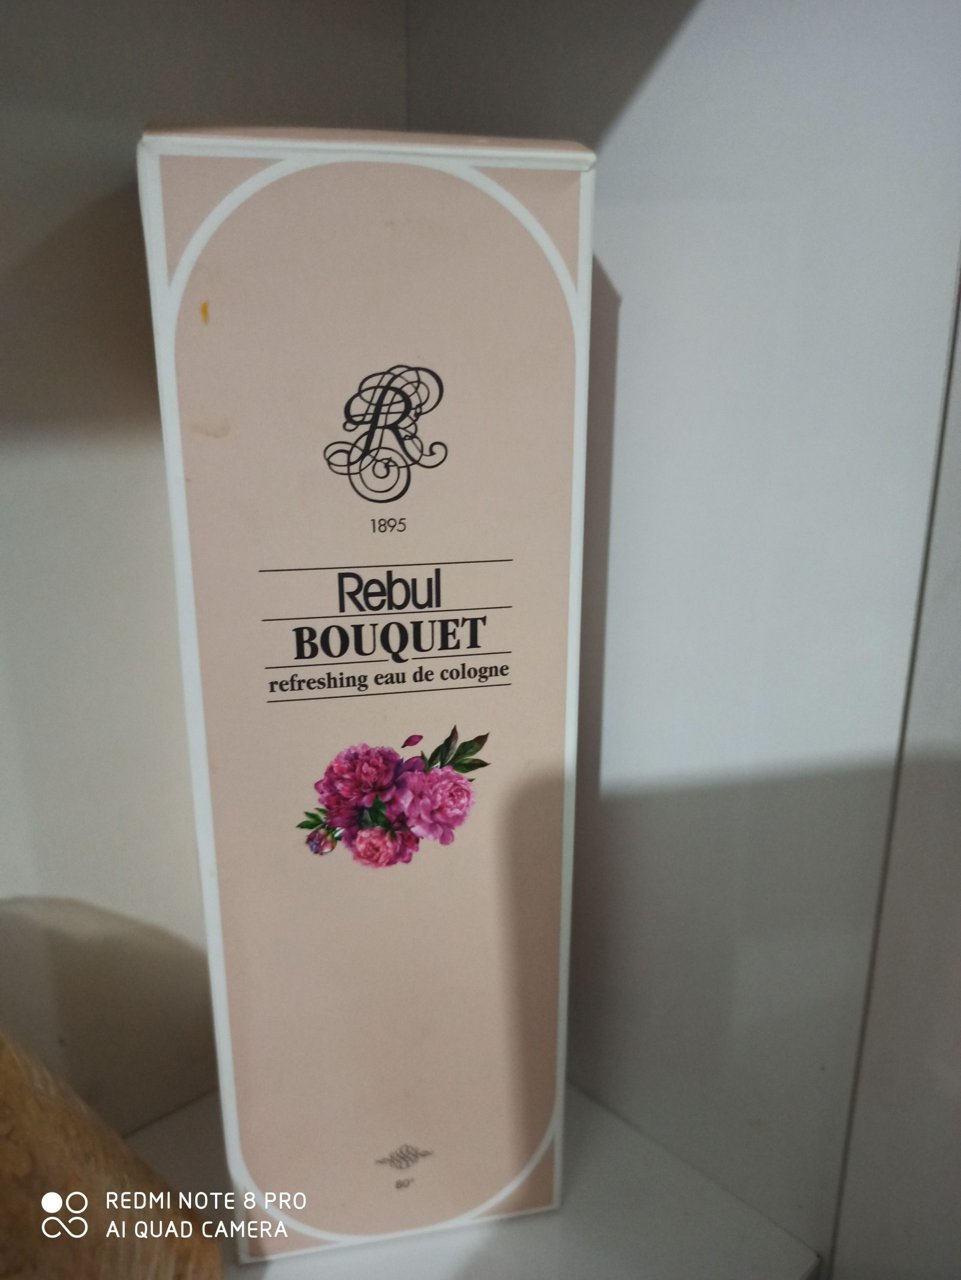 R
1895
Rebul
BOUQUET
refreshing eau de cologne
80°
REDMI NOTE 8 PRO
AI QUAD CAMERA